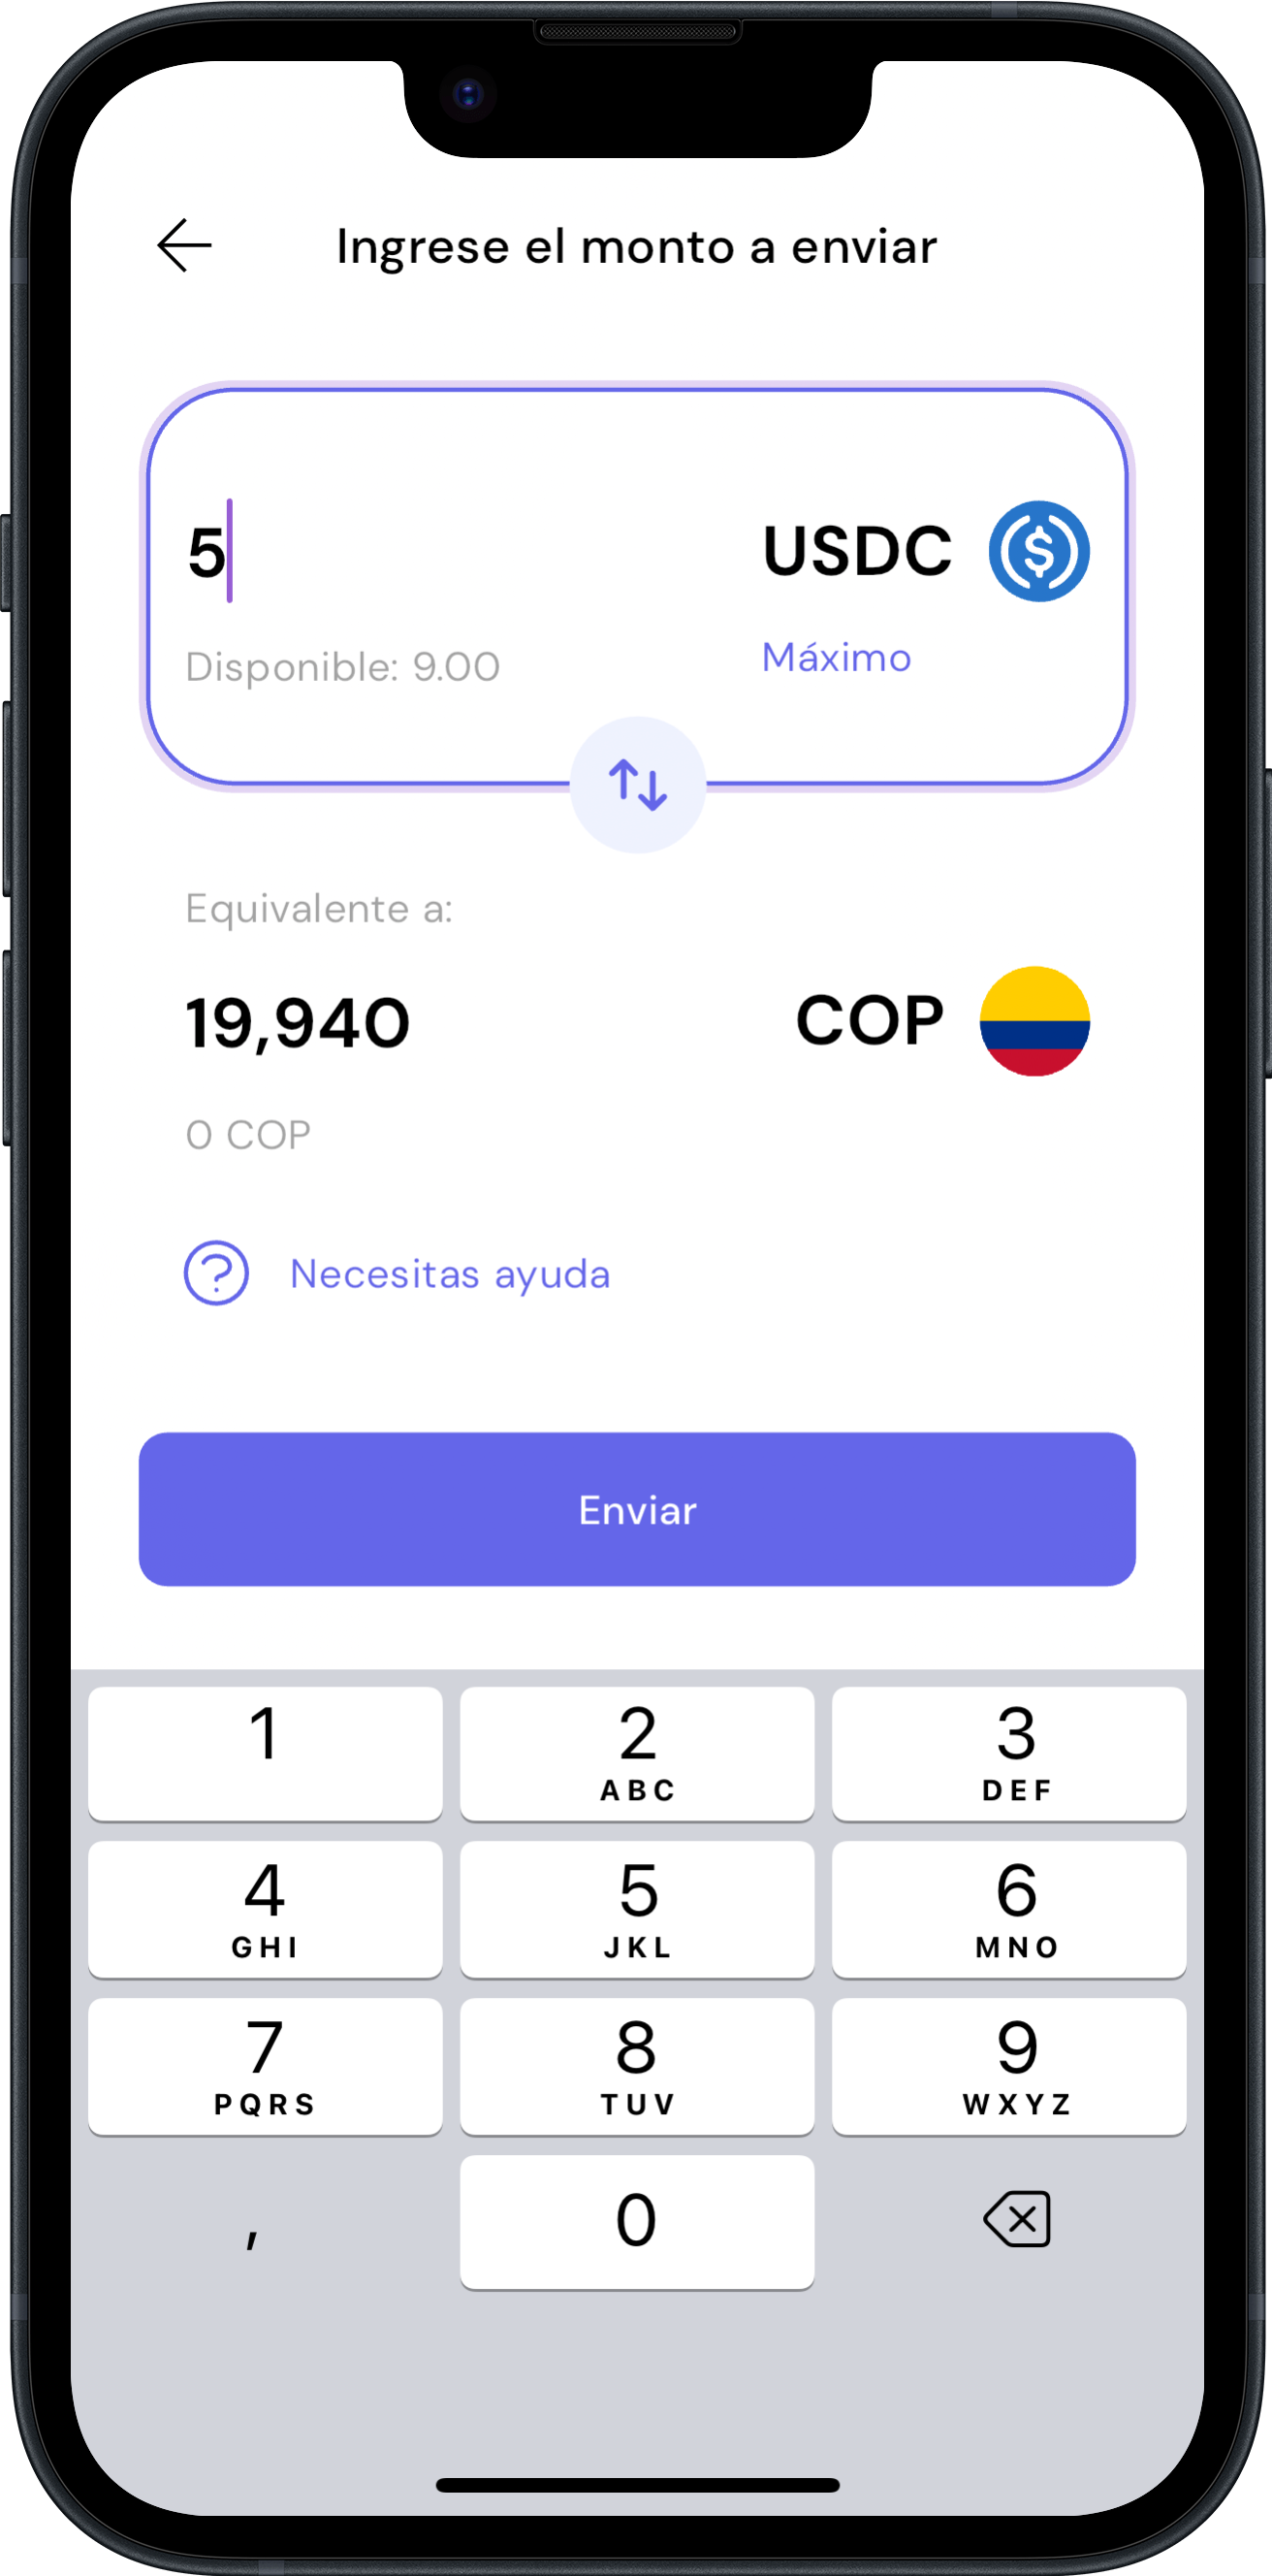 Ingrese el monto a enviar
5 USDC
Disponible: 9.00 Máximo
Equivalente a:
19,940 COP
0 COP
Necesitas ayuda
Enviar
1 2 3
ABC DEF
4 5 6
GHI JKL MNO
7 8 9
PQRS TUV WXYZ
, 0